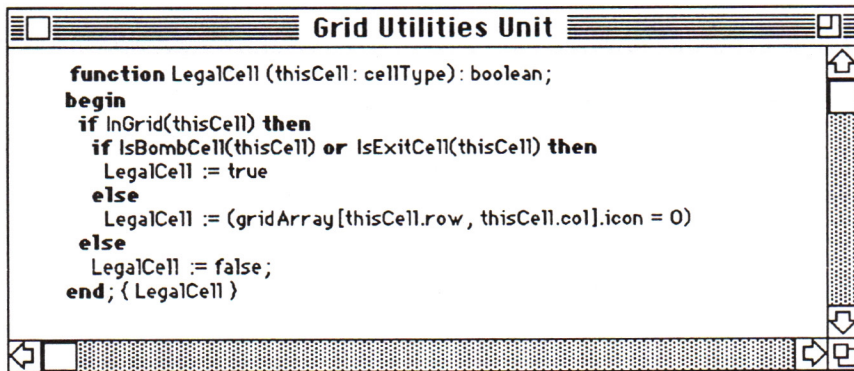 Grid Utilities Unit
function LegalCell (thisCell : cellType) : boolean;
begin
if InGrid(thisCell) then
if IsBombCell(thisCell) or IsExitCell(thisCell) then
LegalCell := true
else
LegalCell := (gridArray[thisCell.row, thisCell.col].icon = 0)
else
LegalCell := false;
end; { LegalCell }